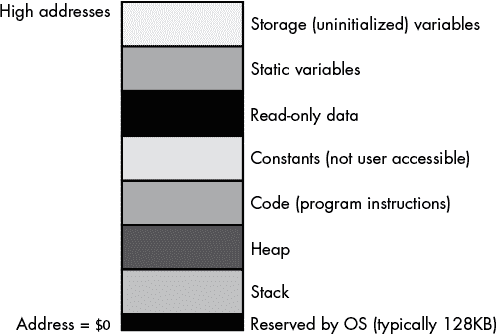 High addresses
Storage (uninitialized) variables
Static variables
Read-only data
Constants (not user accessible)
Code (program instructions)
Heap
Stack
Address = $0
Reserved by OS (typically 128KB)